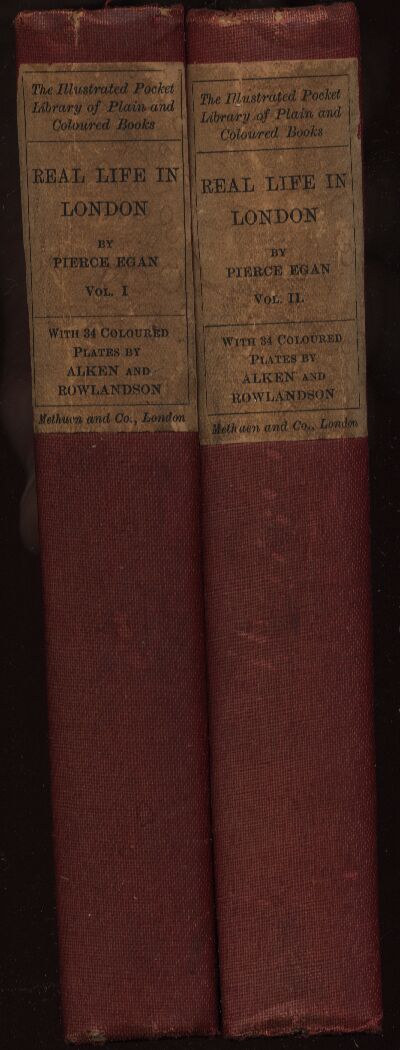 The Illustrated Pocket
Library of Plain and
Coloured Books
REAL LIFE IN
LONDON
BY
PIERCE EGAN
VOL. I
WITH 34 COLOURED
PLATES BY
ALKEN AND
ROWLANDSON
Methuen and Co., London
The Illustrated Pocket
Library of Plain and
Coloured Books
REAL LIFE IN
LONDON
BY
PIERCE EGAN
VOL. II.
WITH 34 COLOURED
PLATES BY
ALKEN AND
ROWLANDSON
Methuen and Co., London